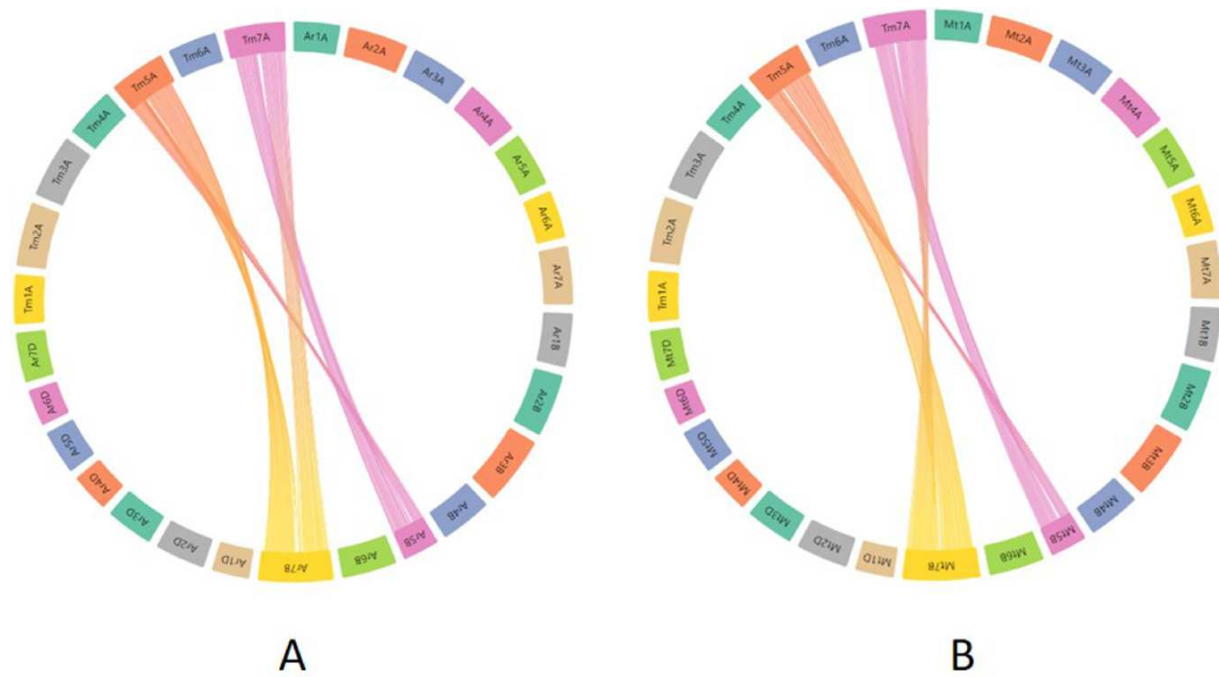 Tm7A
Ar1A
Ar2A
Ar3A
Ar4A
Ar5A
Ar6A
Ar7A
Ar1B
Ar2B
Ar3B
Ar4B
Ar5B
Ar6B
Ar7B
Ar1D
Ar2D
Ar3D
Ar4D
Ar5D
Ar6D
Ar7D
Tm1A
Tm2A
Tm3A
Tm4A
Tm5A
Tm6A
A
Tm7A
Mt1A
Mt2A
Mt3A
Mt4A
Mt5A
Mt6A
Mt7A
Mt1B
Mt2B
Mt3B
Mt4B
Mt5B
Mt6B
Mt7B
Mt1D
Mt2D
Mt3D
Mt4D
Mt5D
Mt6D
Mt7D
Tm1A
Tm2A
Tm3A
Tm4A
Tm5A
Tm6A
B